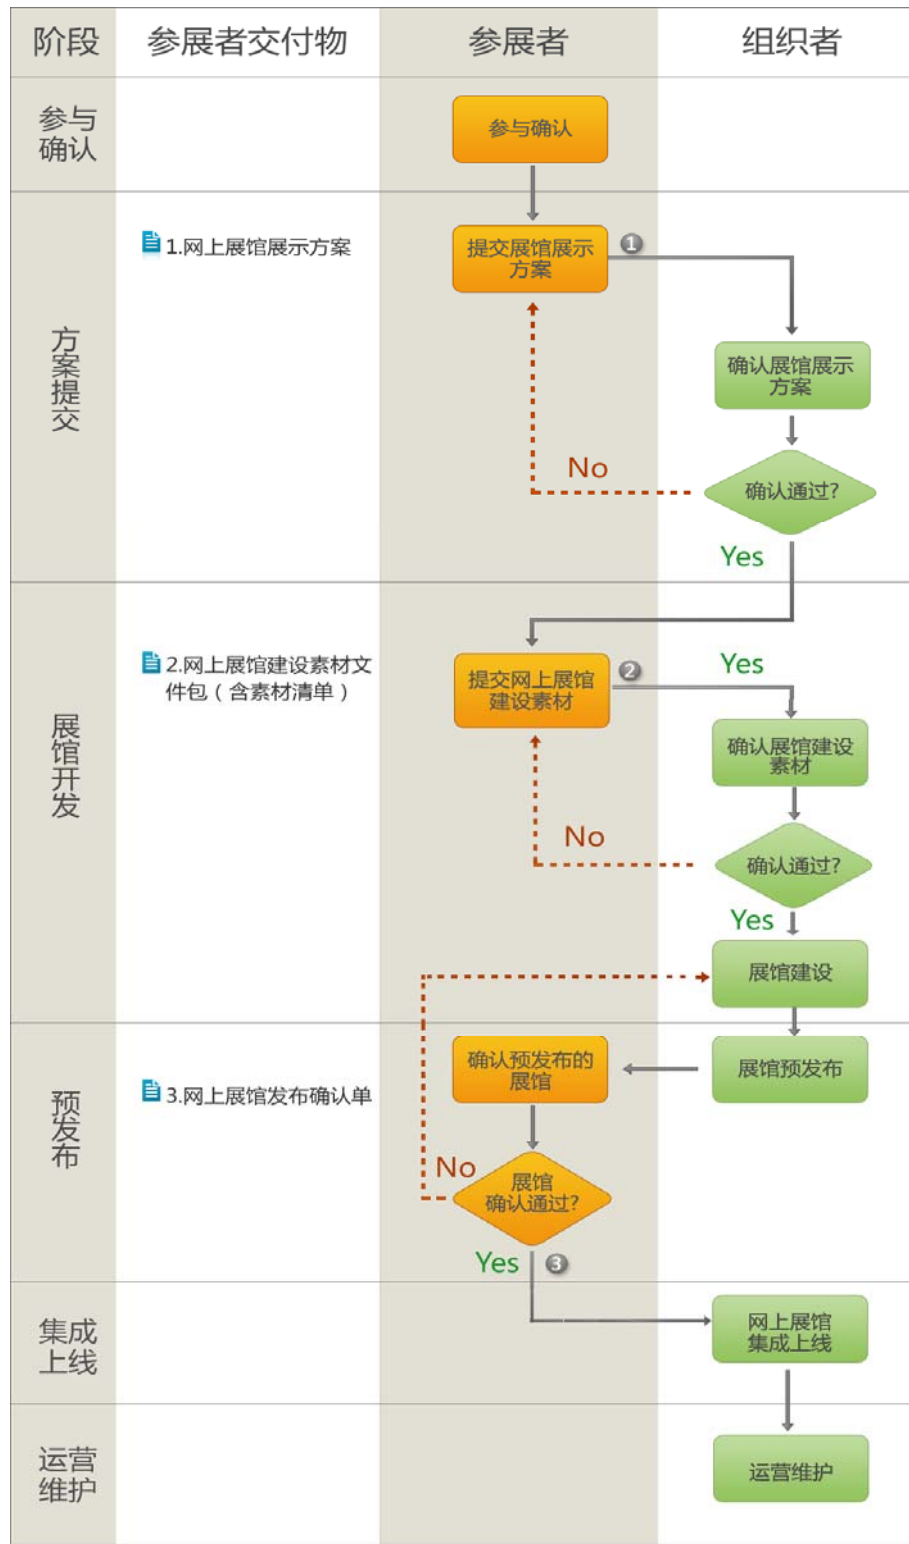 阶段 参展者交付物 参展者 组织者
参与
确认
参与确认
1.网上展馆展示方案
提交展馆展示
方案
1
方案提交
确认展馆展示
方案
No
确认通过?
Yes
2.网上展馆建设素材文
件包（含素材清单）
提交网上展馆
建设素材
2
Yes
展馆开发
确认展馆建设
素材
No
确认通过?
Yes
展馆建设
确认预发布的
展馆
展馆预发布
3.网上展馆发布确认单
预发布
No
展馆
确认通过?
Yes
3
集成
上线
网上展馆
集成上线
运营
维护
运营维护